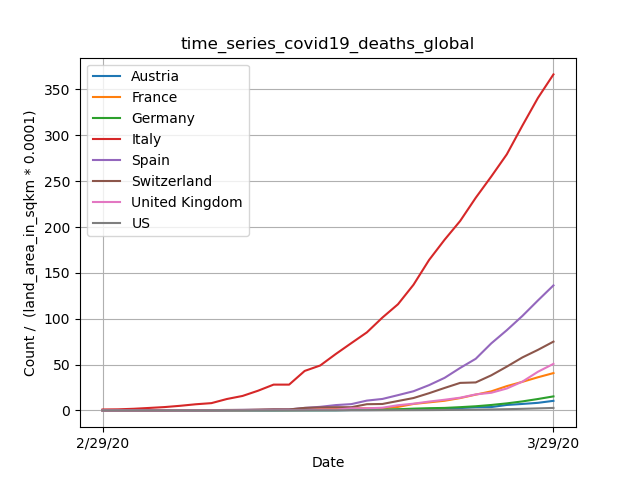 time_series_covid19_deaths_global
Count /  (land_area_in_sqkm * 0.0001)
350
300
250
200
150
100
50
0
Austria
France
Germany
Italy
Spain
Switzerland
United Kingdom
US
2/29/20
3/29/20
Date